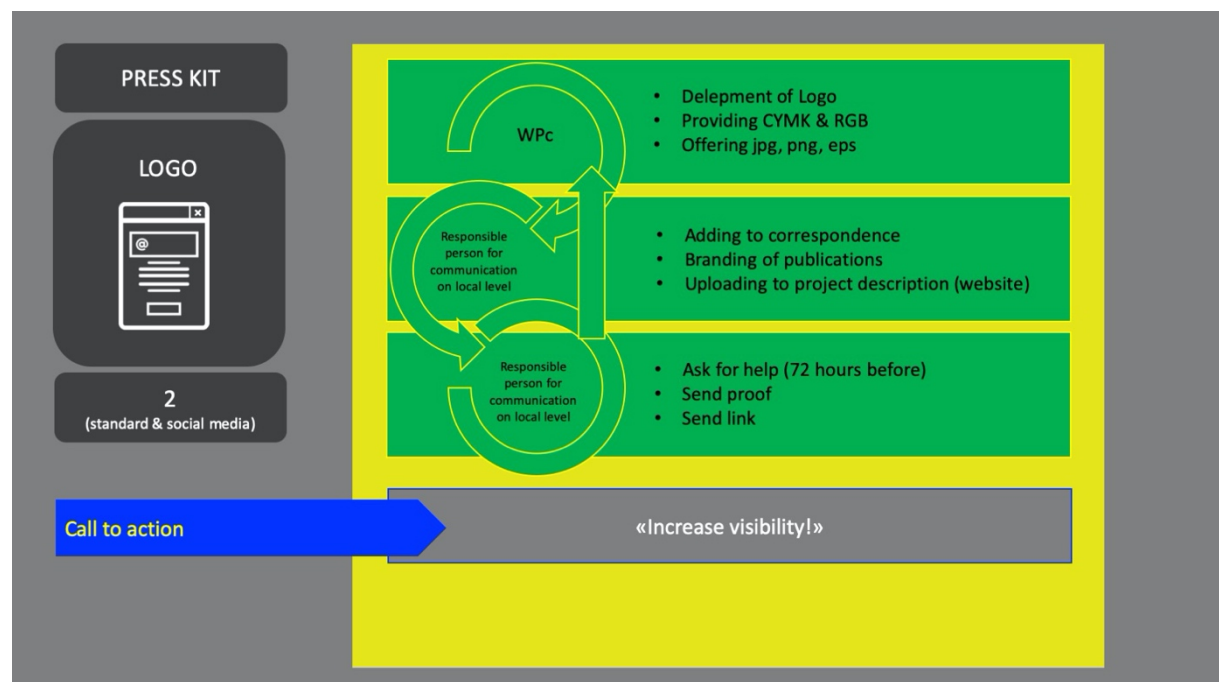 PRESS KIT
LOGO
x
@
2
(standard & social media)
WPc
• Delepment of Logo
• Providing CYMK & RGB
• Offering jpg, png, eps
Responsible
person for
communication
on local level
• Adding to correspondence
• Branding of publications
• Uploading to project description (website)
Responsible
person for
communication
on local level
• Ask for help (72 hours before)
• Send proof
• Send link
Call to action
«Increase visibility!»